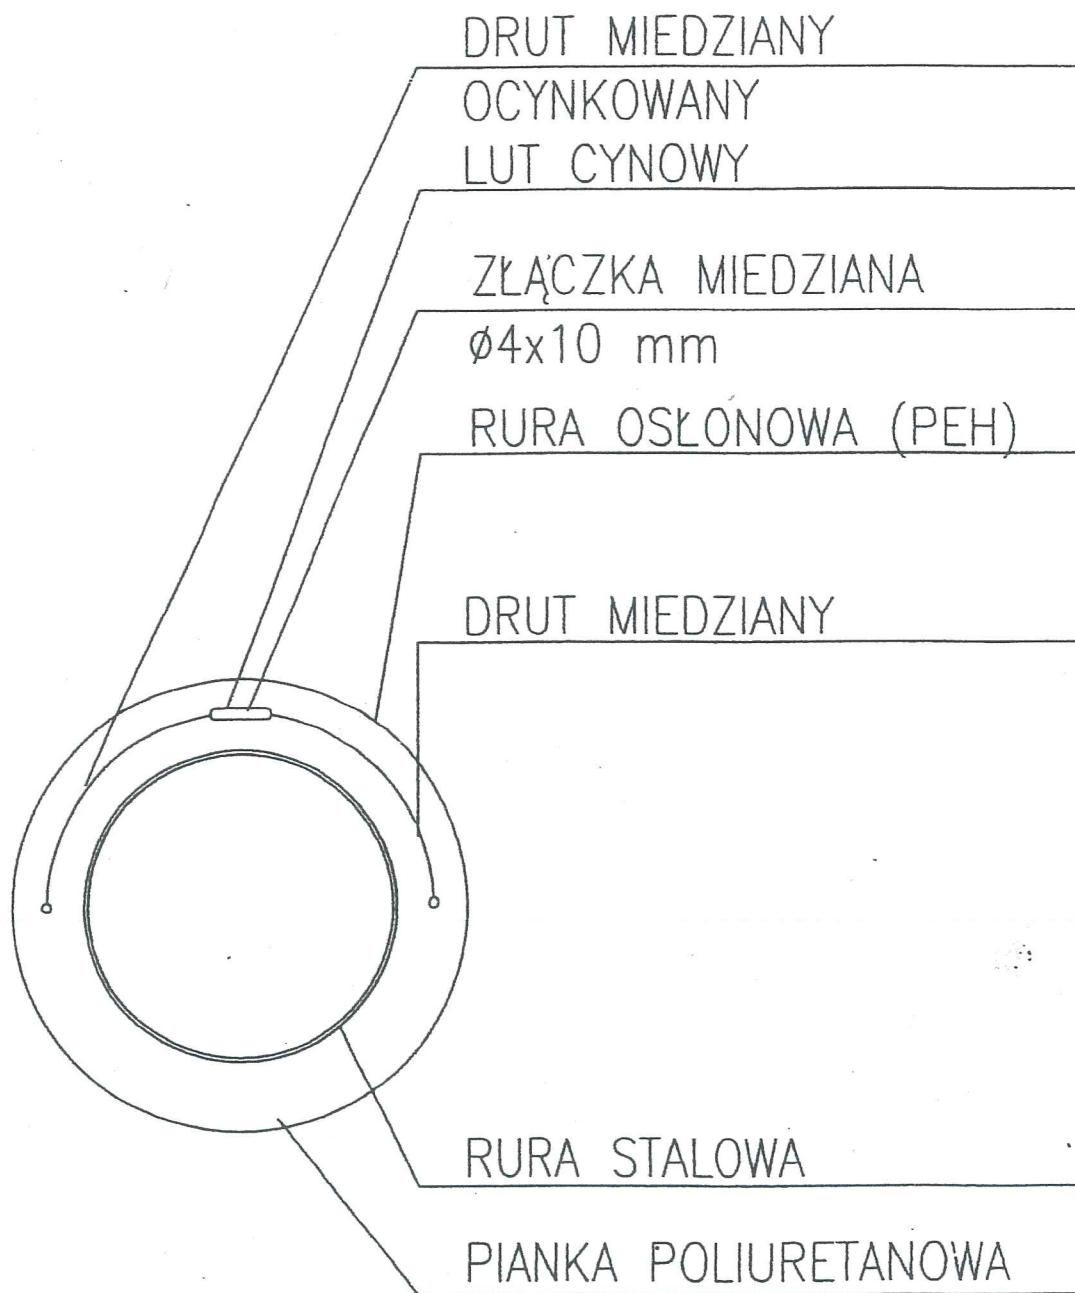 DRUT MIEDZIANY
OCYNKOWANY
LUT CYNOWY
ZŁĄCZKA MIEDZIANA
Ø4x10 mm
RURA OSŁONOWA (PEH)
DRUT MIEDZIANY
RURA STALOWA
PIANKA POLIURETANOWA